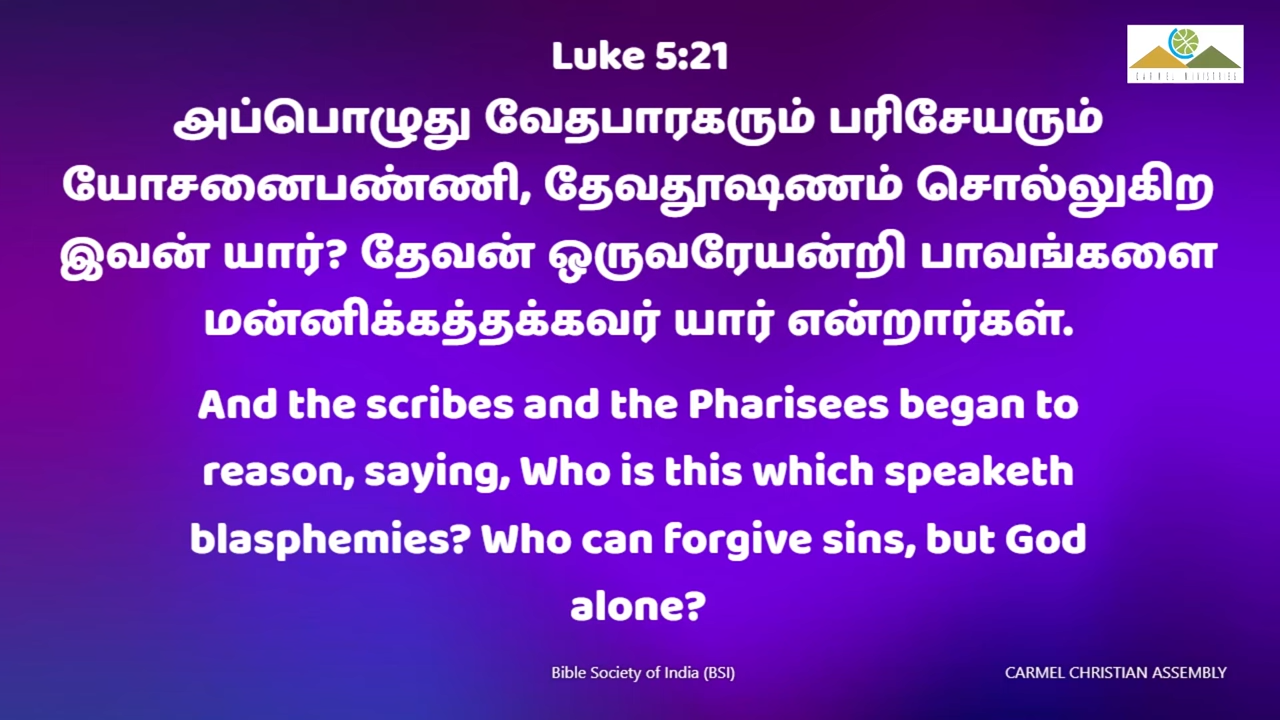 Luke 5:21
அப்பொழுது வேதபாரகரும் பரிசேயரும்
யோசனைபண்ணி, தேவதூஷணம் சொல்லுகிற
இவன் யார்? தேவன் ஒருவரேயன்றி பாவங்களை
மன்னிக்கத்தக்கவர் யார் என்றார்கள்.
And the scribes and the Pharisees began to
reason, saying, Who is this which speaketh
blasphemies? Who can forgive sins, but God
alone?
Bible Society of India (BSI)
CARMEL CHRISTIAN ASSEMBLY
CARMEL MINISTRIES